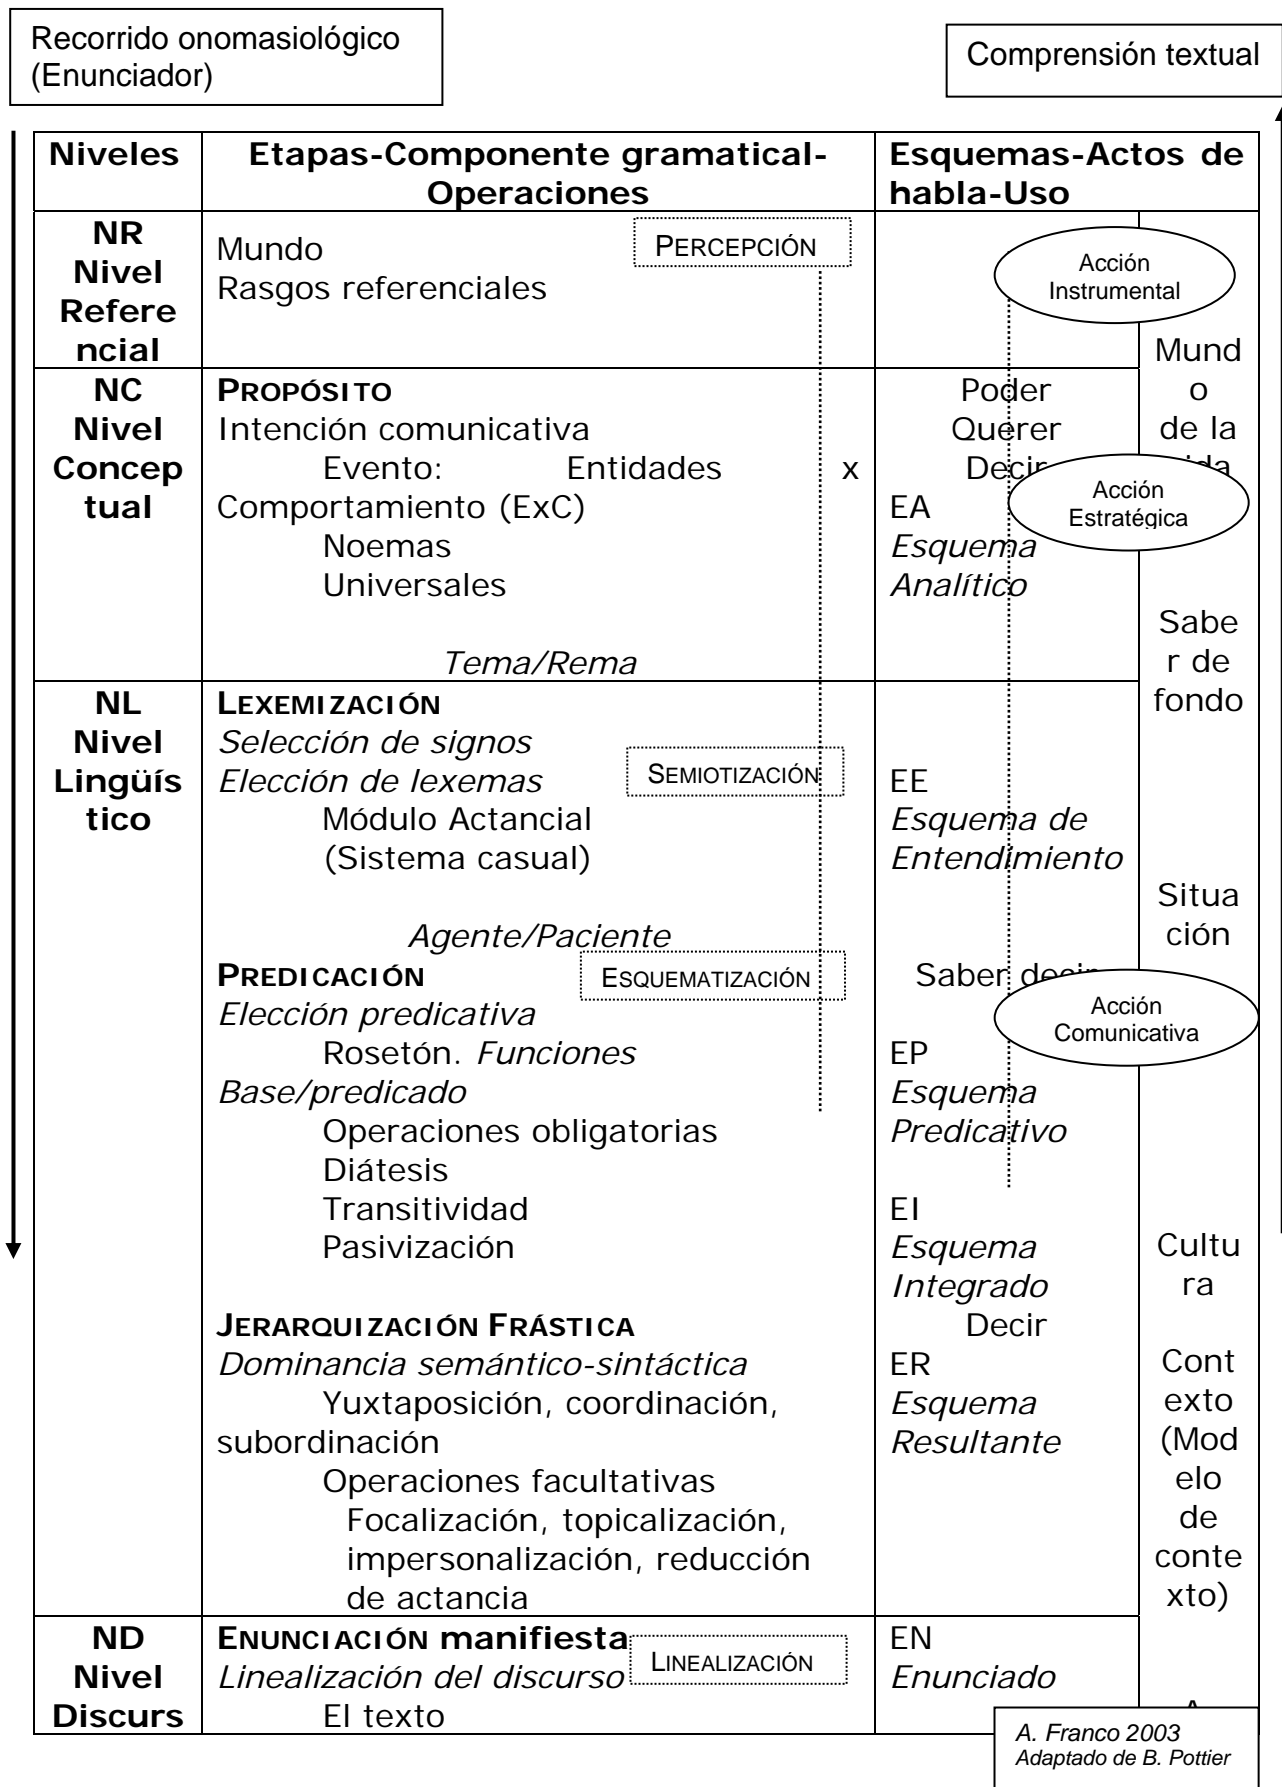 Recorrido onomasiológico
(Enunciador)
Comprensión textual
Niveles
Etapas-Componente gramatical-
Operaciones
Esquemas-Actos de
habla-Uso
NR
Nivel
Refere
ncial
Mundo
Rasgos referenciales
PERCEPCIÓN
Acción
Instrumental
NC
Nivel
Concep
tual
PROPÓSITO
Intención comunicativa
Evento: Entidades x
Comportamiento (ExC)
Noemas
Universales
Tema/Rema
Poder
Querer
Decir
EA
Esquema
Analítico
Acción
Estratégica
NL
Nivel
Lingüís
tico
LEXEMIZACIÓN
Selección de signos
Elección de lexemas
Módulo Actancial
(Sistema casual)
Agente/Paciente
SEMIOTIZACIÓN
PREDICACIÓN
ESQUEMATIZACIÓN
Elección predicativa
Rosetón. Funciones
Base/predicado
Operaciones obligatorias
Diátesis
Transitividad
Pasivización
JERARQUIZACIÓN FRÁSTICA
Dominancia semántico-sintáctica
Yuxtaposición, coordinación,
subordinación
Operaciones facultativas
Focalización, topicalización,
impersonalización, reducción
de actancia
EE
Esquema de
Entendimiento
Saber decir
Acción
Comunicativa
EP
Esquema
Predicativo
EI
Esquema
Integrado
Decir
ER
Esquema
Resultante
ND
Nivel
Discurs
ENUNCIACIÓN manifiesta
Linealización del discurso
El texto
LINEALIZACIÓN
EN
Enunciado
Mund
o
de la
Sabe
r de
fondo
Situa
ción
Cultu
ra
Cont
exto
(Mod
elo
de
conte
xto)
A. Franco 2003
Adaptado de B. Pottier